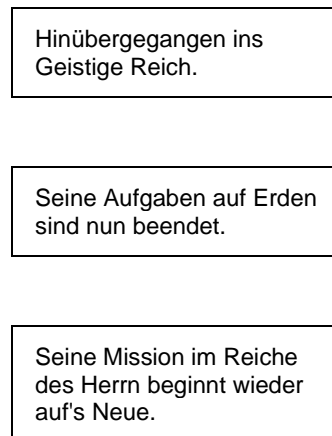 Hinübergegangen ins
Geistige Reich.
Seine Aufgaben auf Erden
sind nun beendet.
Seine Mission im Reiche
des Herrn beginnt wieder
auf's Neue.